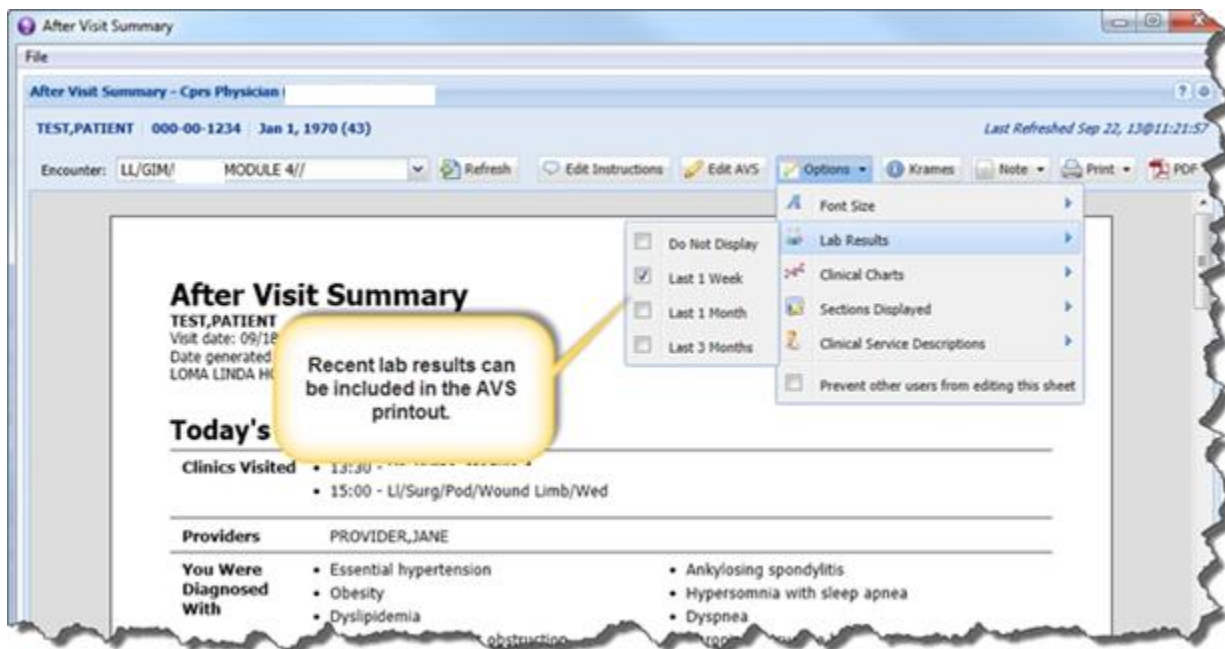 After Visit Summary
File
After Visit Summary - Cprs Physician
TEST,PATIENT 000-00-1234 Jan 1, 1970 (43) Last Refreshed Sep 22, 13@11:21:57
Encounter: LL/GIM/ MODULE 4// Refresh Edit Instructions Edit AVS Options Krames Note Print PDF
Font Size
Do Not Display Lab Results
Last 1 Week Clinical Charts
Last 1 Month Sections Displayed
Last 3 Months Clinical Service Descriptions
Prevent other users from editing this sheet
After Visit Summary
TEST,PATIENT
Visit date: 09/18
Date generated
LOMA LINDA
Recent lab results can
be included in the AVS
printout.
Today's
Clinics Visited • 13:30 -
• 15:00 - Ll/Surg/Pod/Wound Limb/Wed
Providers PROVIDER,JANE
You Were • Essential hypertension • Ankylosing spondylitis
Diagnosed • Obesity • Hypersomnia with sleep apnea
With • Dyslipidemia • Dyspnea
obstruction